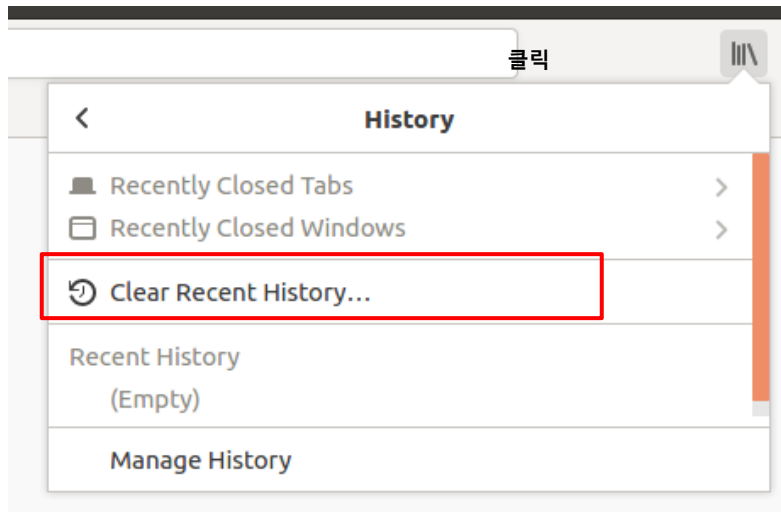 클릭
History
Recently Closed Tabs
Recently Closed Windows
Clear Recent History...
Recent History
(Empty)
Manage History